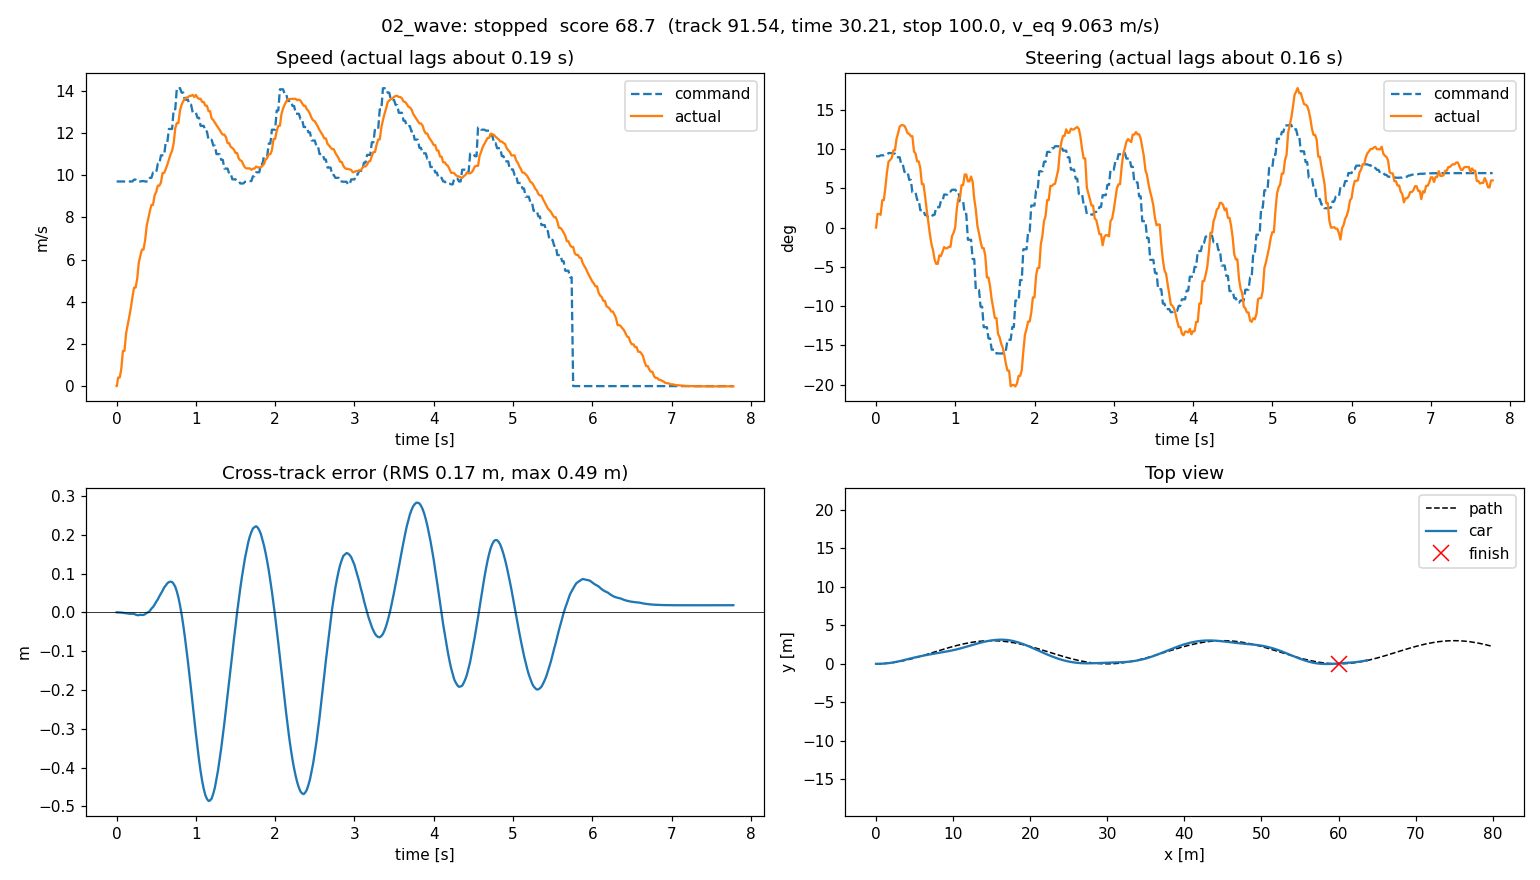 02_wave: stopped  score 68.7  (track 91.54, time 30.21, stop 100.0, v_eq 9.063 m/s)
Speed (actual lags about 0.19 s)
command
actual
m/s
14
12
10
8
6
4
2
0
0 1 2 3 4 5 6 7 8
time [s]
Steering (actual lags about 0.16 s)
command
actual
deg
15
10
5
0
−5
−10
−15
−20
0 1 2 3 4 5 6 7 8
time [s]
Cross-track error (RMS 0.17 m, max 0.49 m)
m
0.3
0.2
0.1
0.0
−0.1
−0.2
−0.3
−0.4
−0.5
0 1 2 3 4 5 6 7 8
time [s]
Top view
path
car
finish
y [m]
20
15
10
5
0
−5
−10
−15
0 10 20 30 40 50 60 70 80
x [m]